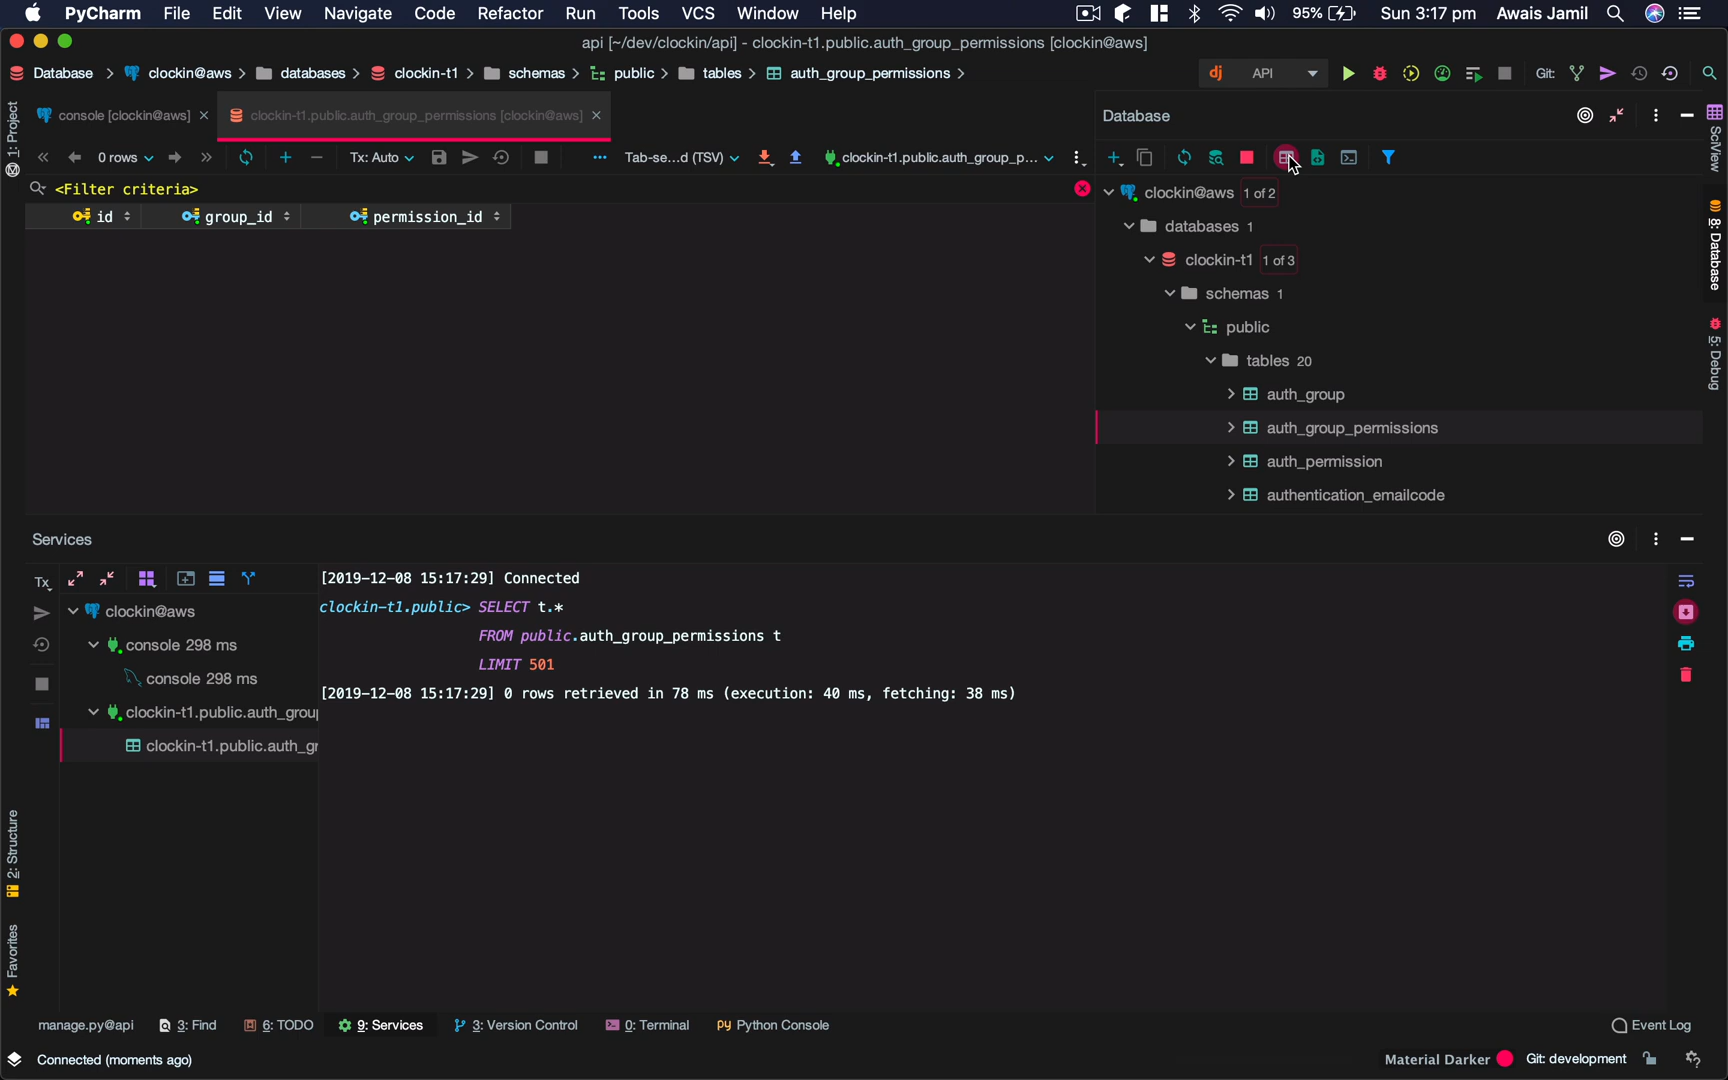 PyCharm File Edit View Navigate Code Refactor Run Tools VCS Window Help 95% Sun 3:17 pm Awais Jamil
api [~/dev/clockin/api] - clockin-t1.public.auth_group_permissions [clockin@aws]
Database clockin@aws databases clockin-t1 schemas public tables auth_group_permissions dj API Git:
1: Project
console [clockin@aws] clockin-t1.public.auth_group_permissions [clockin@aws]
0 rows Tx: Auto Tab-se...d (TSV) clockin-t1.public.auth_group_p...
<Filter criteria>
id group_id permission_id
Database
clockin@aws 1 of 2
databases 1
clockin-t1 1 of 3
schemas 1
public
tables 20
auth_group
auth_group_permissions
auth_permission
authentication_emailcode
SciView
8: Database
5: Debug
Services
Tx
clockin@aws
console 298 ms
console 298 ms
clockin-t1.public.auth_grou
clockin-t1.public.auth_gr
[2019-12-08 15:17:29] Connected
clockin-t1.public> SELECT t.*
FROM public.auth_group_permissions t
LIMIT 501
[2019-12-08 15:17:29] 0 rows retrieved in 78 ms (execution: 40 ms, fetching: 38 ms)
2: Structure
Favorites
manage.py@api 3: Find 6: TODO 9: Services 3: Version Control 0: Terminal PY Python Console Event Log
Connected (moments ago) Material Darker Git: development